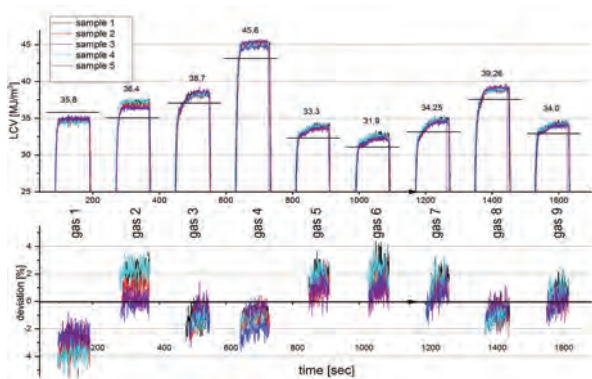 sample 1
sample 2
sample 3
sample 4
sample 5
LCV [MJ/m³]
45
40
35
30
25
35,8
36,4
38,7
45,6
33,3
31,9
34,25
39,26
34,0
200 400 600 800 1000 1200 1400 1600
gas 1 gas 2 gas 3 gas 4 gas 5 gas 6 gas 7 gas 8 gas 9
deviation [%]
4
2
0
-2
4
200 400 600 800 1000 1200 1400 1600
time [sec]